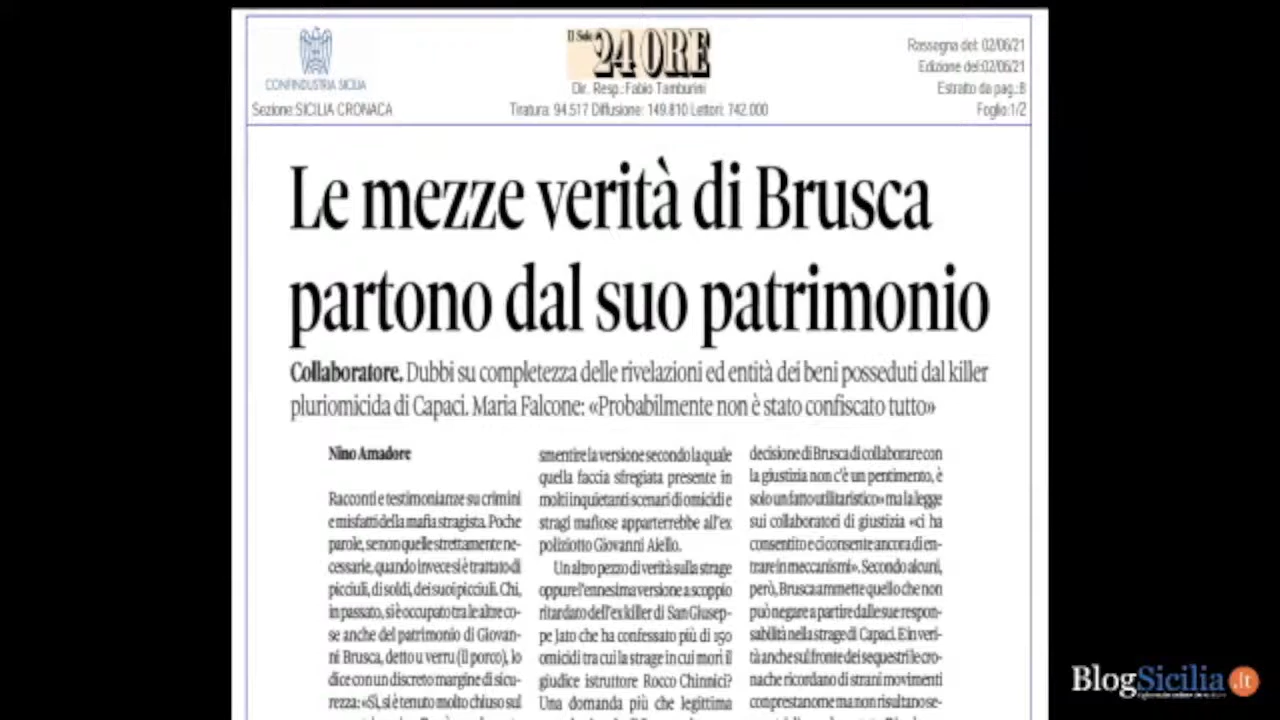 CONFINDUSTRIA SICILIA
Sezione:SICILIA CRONACA
Il Sole
24 ORE
Dir. Resp.:Fabio Tamburini
Tiratura: 94.517 Diffusione: 149.810 Lettori: 742.000
Rassegna del: 02/06/21
Edizione del:02/06/21
Estratto da pag.:8
Foglio:1/2
Le mezze verità di Brusca
partono dal suo patrimonio
Collaboratore. Dubbi su completezza delle rivelazioni ed entità dei beni posseduti dal killer
pluriomicida di Capaci. Maria Falcone: «Probabilmente non è stato confiscato tutto»
Nino Amadore
Racconti e testimonianze su crimini
e misfatti della mafia stragista. Poche
parole, se non quelle strettamente ne-
cessarie, quando invece si è trattato di
picciuli, di soldi, dei suoi picciuli. Chi,
in passato, si è occupato tra le altre co-
se anche del patrimonio di Giovan-
ni Brusca, detto u verru (il porco), lo
dice con un discreto margine di sicu-
rezza: «Sì, si è tenuto molto chiuso sul
smentire la versione secondo la quale
quella faccia sfregiata presente in
molti inquietanti scenari di omicidi e
stragi mafiose apparterrebbe all'ex
poliziotto Giovanni Aiello.
Un altro pezzo di verità sulla strage
oppure l'ennesima versione a scoppio
ritardato dell'ex killer di San Giusep-
pe Jato che ha confessato più di 150
omicidi tra cui la strage in cui morì il
giudice istruttore Rocco Chinnici?
Una domanda più che legittima
decisione di Brusca di collaborare con
la giustizia non c'è un pentimento, è
solo un fatto utilitaristico» ma la legge
sui collaboratori di giustizia «ci ha
consentito e ci consente ancora di en-
trare in meccanismi». Secondo alcuni,
però, Brusca ammette quello che non
può negare a partire dalle sue respon-
sabilità nella strage di Capaci. E in veri-
tà anche sul fronte dei sequestri le cro-
nache ricordano di strani movimenti
con prestanome ma non risultano se-
BlogSicilia.it